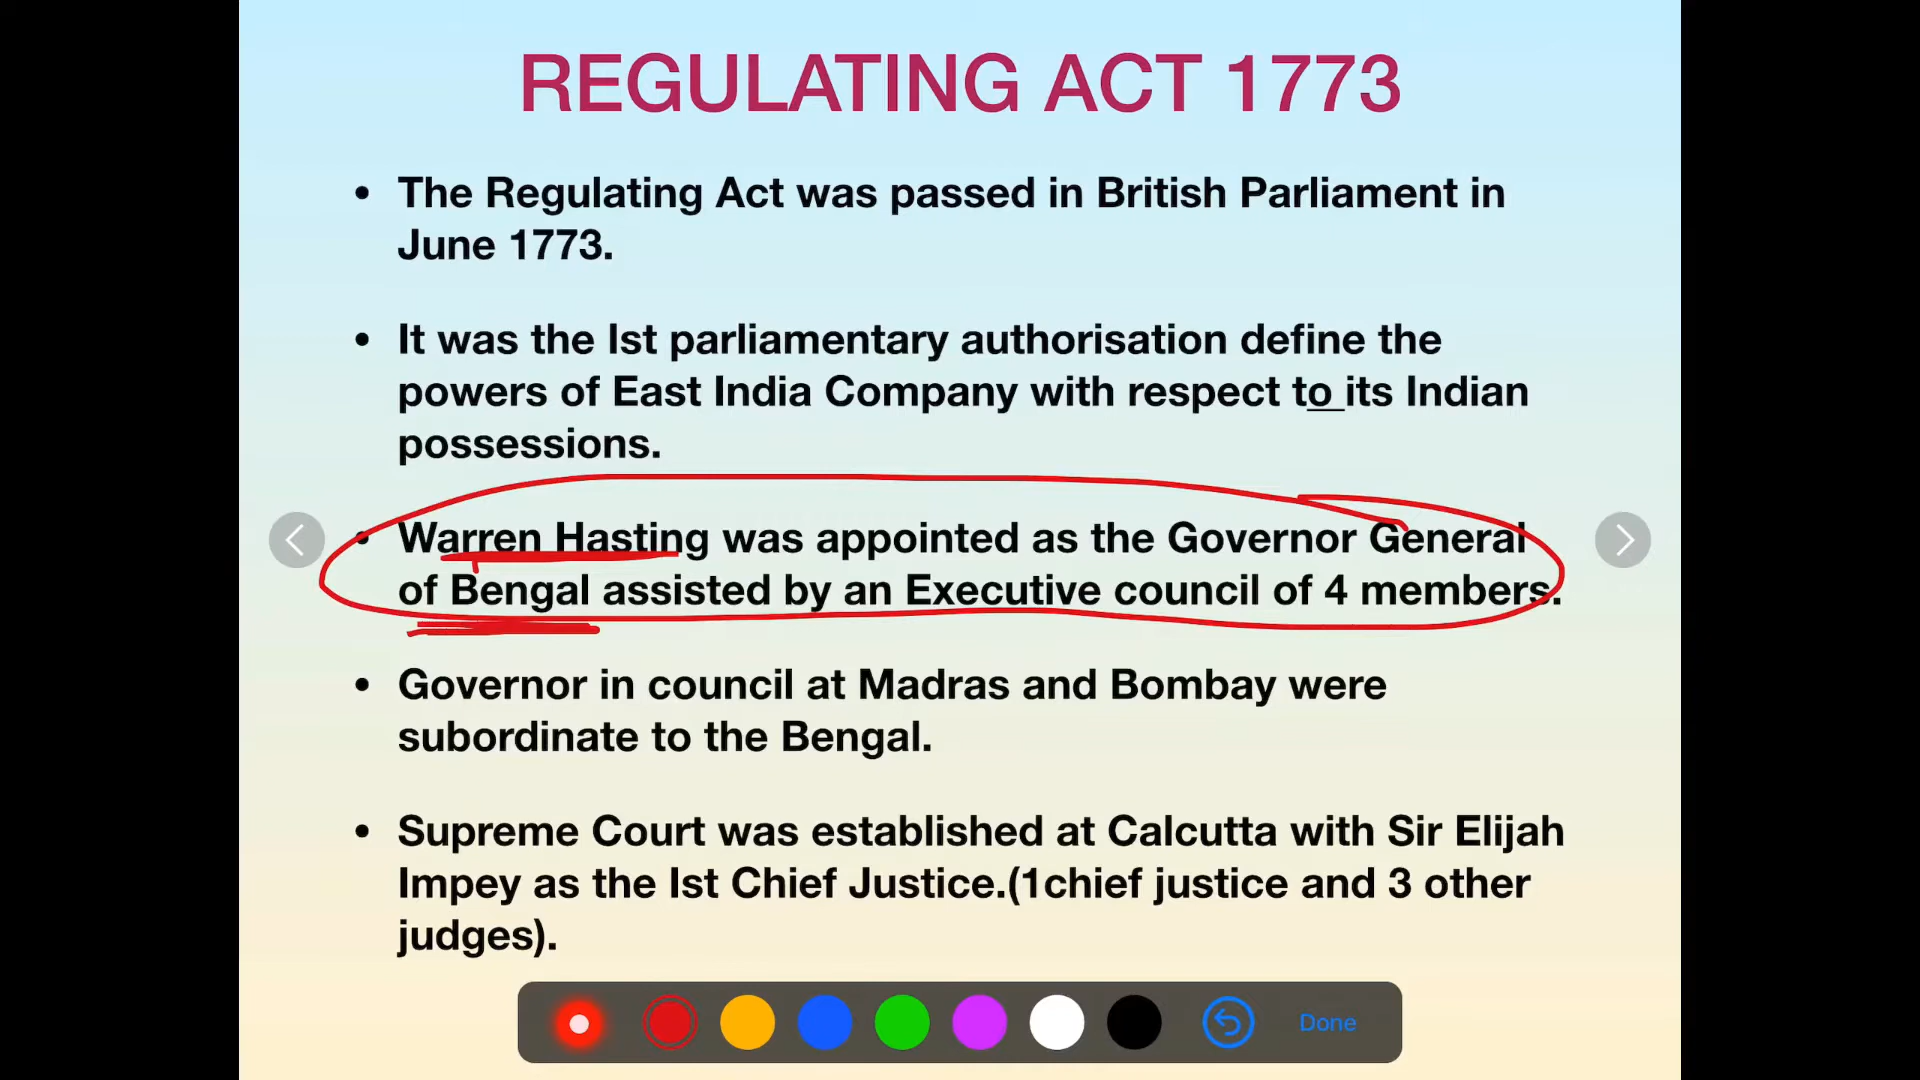 REGULATING ACT 1773
• The Regulating Act was passed in British Parliament in
June 1773.
• It was the Ist parliamentary authorisation define the
powers of East India Company with respect to its Indian
possessions.
• Warren Hasting was appointed as the Governor General
of Bengal assisted by an Executive council of 4 members.
• Governor in council at Madras and Bombay were
subordinate to the Bengal.
• Supreme Court was established at Calcutta with Sir Elijah
Impey as the Ist Chief Justice.(1chief justice and 3 other
judges).
Done